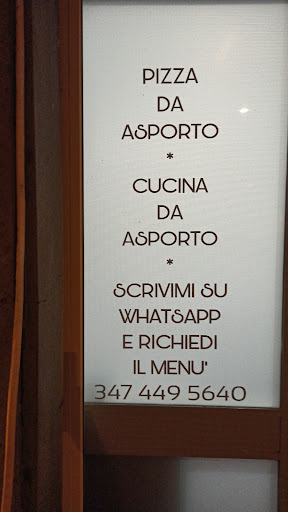 PIZZA
DA
ASPORTO
*
CUCINA
DA
ASPORTO
*
SCRIVIMI SU
WHATSAPP
E RICHIEDI
IL MENU'
347 449 5640